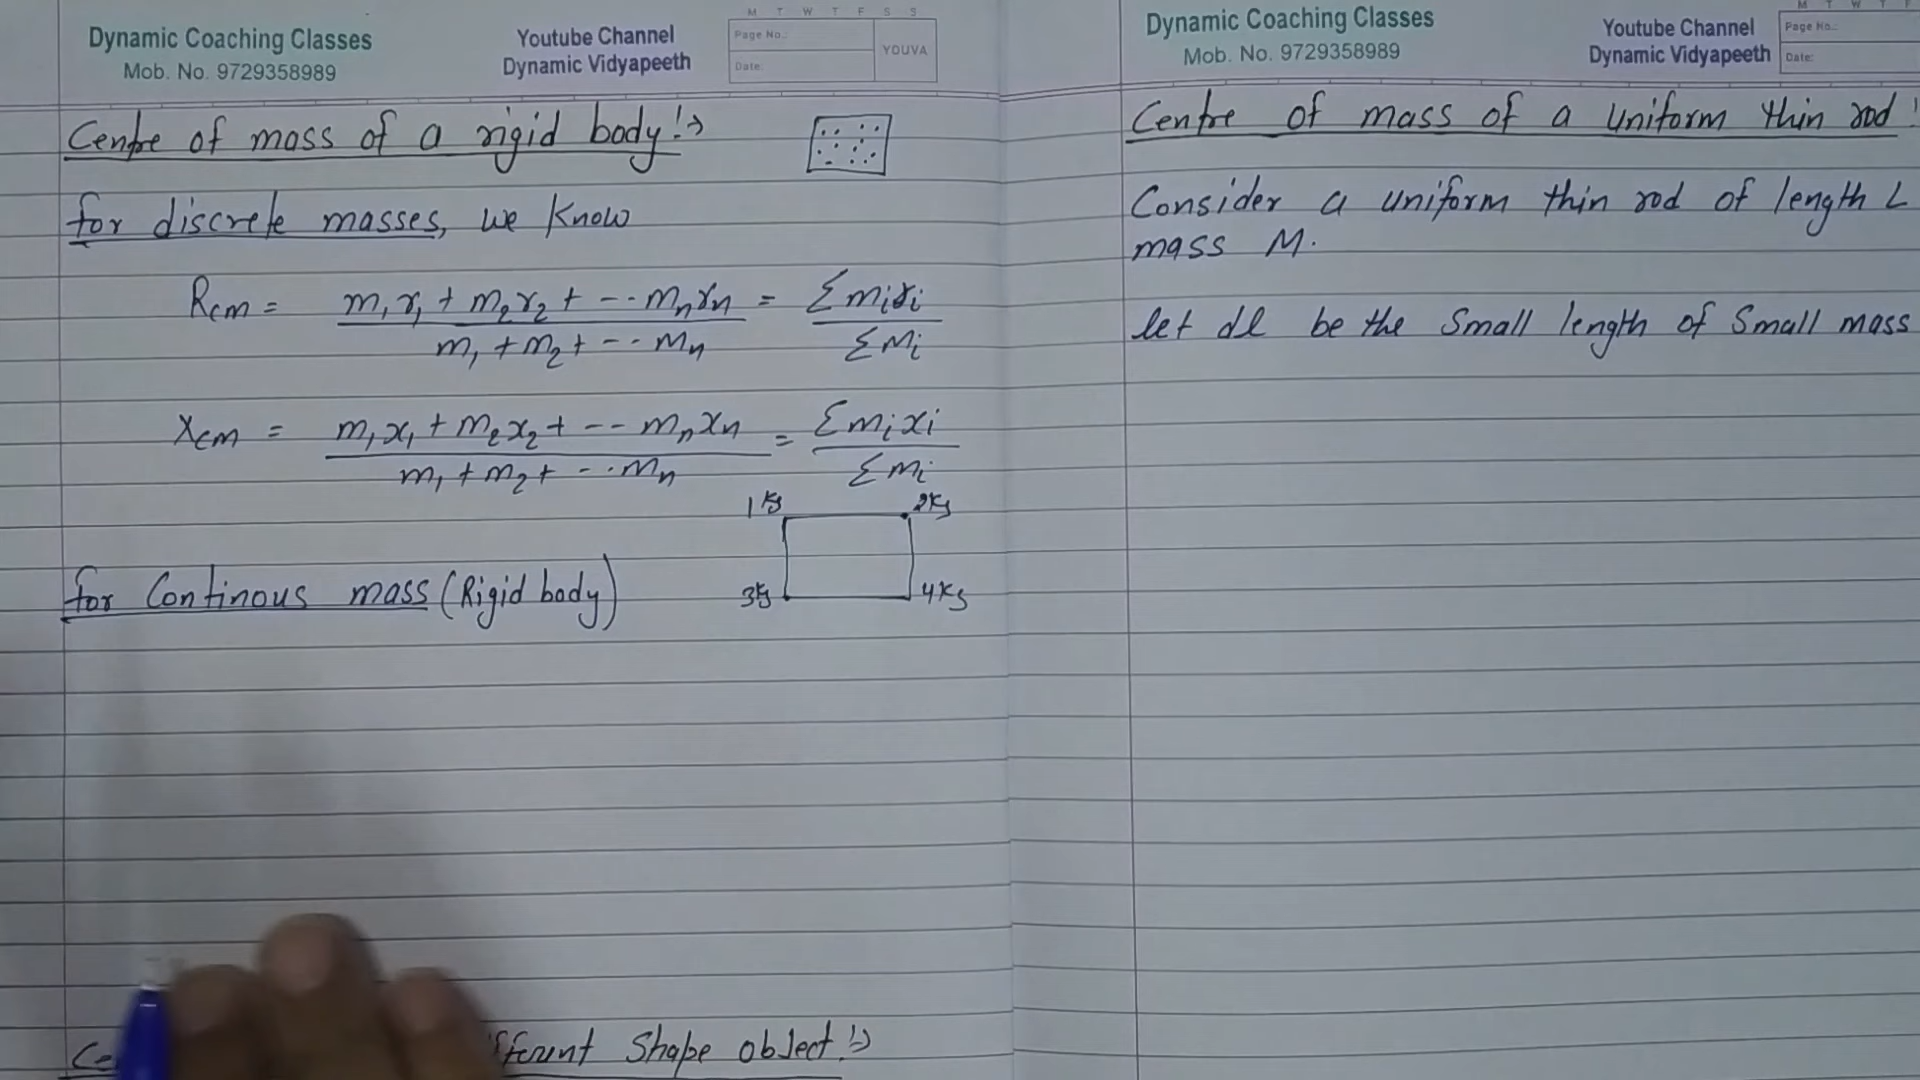 Dynamic Coaching Classes
Mob. No. 9729358989
Youtube Channel
Dynamic Vidyapeeth
M T W T F S S
Page No.:
Date:
YOUVA
Centre of mass of a rigid body :→
for discrete masses, we know
Rcm = m₁r₁ + m₂r₂ + -·- mₙrₙ / m₁ + m₂ + -·- Mₙ = Σmᵢrᵢ / ΣMᵢ
Xcm = m₁x₁ + m₂x₂ + -- mₙxₙ / m₁ + m₂ + -·- Mₙ = Σmᵢxᵢ / ΣMᵢ
1 Kg
2Kg
3Kg
4Kg
for Continous mass (Rigid body)
Shape object :→
Dynamic Coaching Classes
Mob. No. 9729358989
Youtube Channel
Dynamic Vidyapeeth
Page No.:
Date:
Centre of mass of a uniform thin rod :
Consider a uniform thin rod of length L
mass M.
let dl be the Small length of Small mass